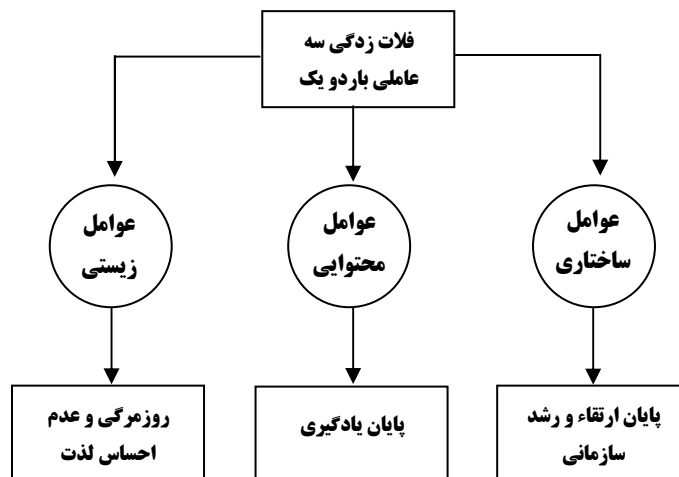 فلات زدگی سه
عاملی باردو یک
عوامل
ساختاری
عوامل
محتوایی
عوامل
زیستی
پایان ارتقاء و رشد
سازمانی
پایان یادگیری
روزمرگی و عدم
احساس لذت